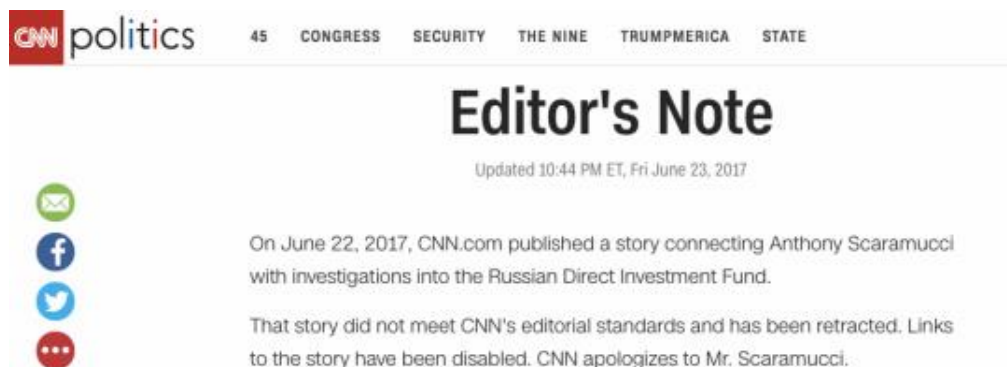 CNN politics 45 CONGRESS SECURITY THE NINE TRUMPMERICA STATE
Editor's Note
Updated 10:44 PM ET, Fri June 23, 2017
On June 22, 2017, CNN.com published a story connecting Anthony Scaramucci
with investigations into the Russian Direct Investment Fund.
That story did not meet CNN's editorial standards and has been retracted. Links
to the story have been disabled. CNN apologizes to Mr. Scaramucci.